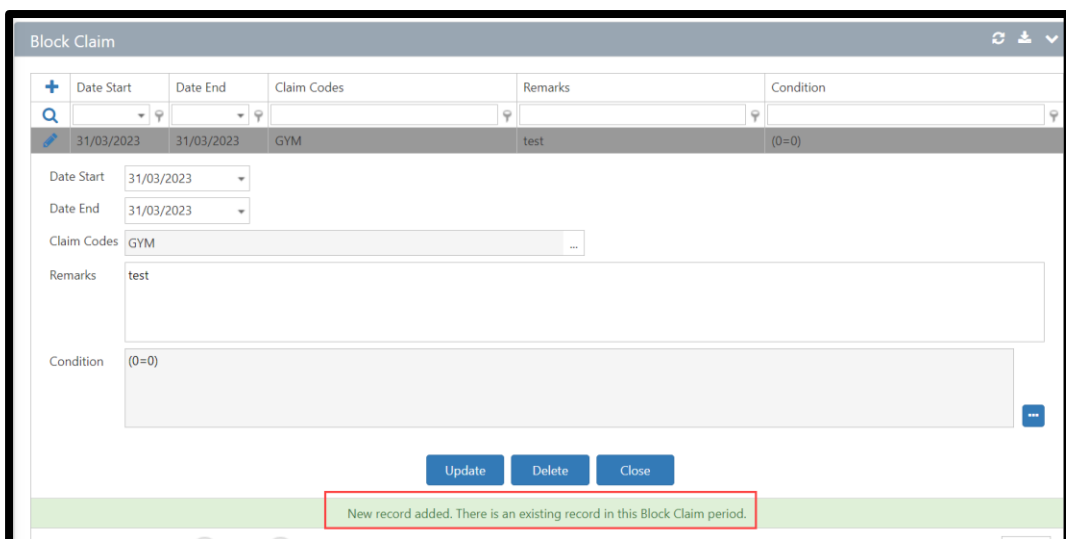 Block Claim
Date Start Date End Claim Codes Remarks Condition
31/03/2023 31/03/2023 GYM test (0=0)
Date Start 31/03/2023
Date End 31/03/2023
Claim Codes GYM ...
Remarks test
Condition (0=0)
...
Update Delete Close
New record added. There is an existing record in this Block Claim period.